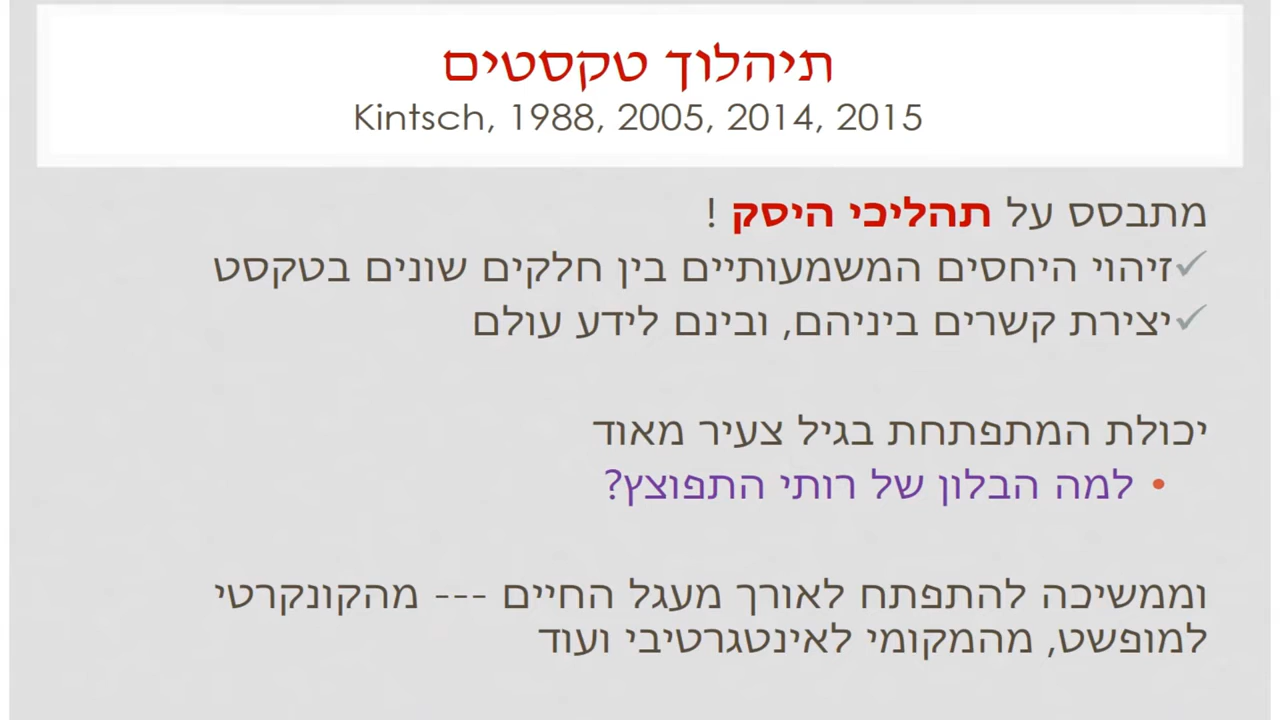 תיהלוך טקסטים
Kintsch, 1988, 2005, 2014, 2015
מתבסס על תהליכי היסק !
✓זיהוי היחסים המשמעותיים בין חלקים שונים בטקסט
✓יצירת קשרים ביניהם, ובינם לידע עולם
יכולת המתפתחת בגיל צעיר מאוד
• למה הבלון של רותי התפוצץ?
וממשיכה להתפתח לאורך מעגל החיים --- מהקונקרטי
למופשט, מהמקומי לאינטגרטיבי ועוד